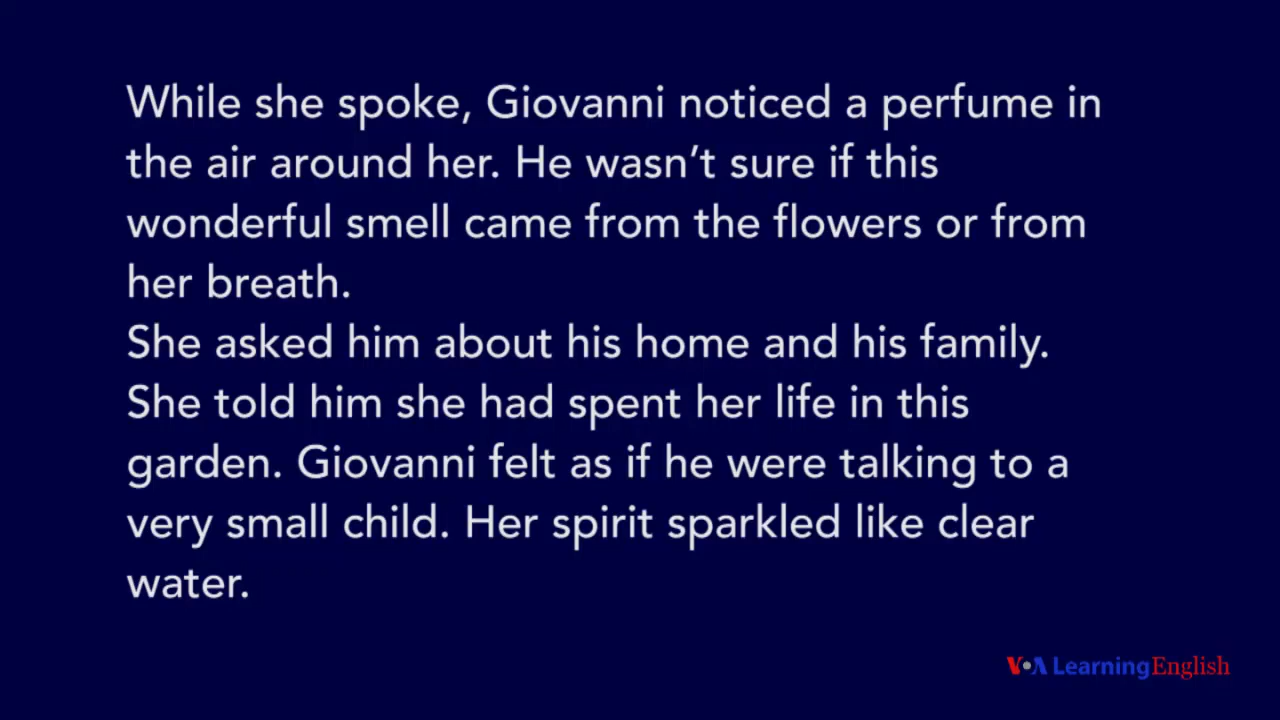 While she spoke, Giovanni noticed a perfume in
the air around her. He wasn’t sure if this
wonderful smell came from the flowers or from
her breath.
She asked him about his home and his family.
She told him she had spent her life in this
garden. Giovanni felt as if he were talking to a
very small child. Her spirit sparkled like clear
water.
VOA Learning English